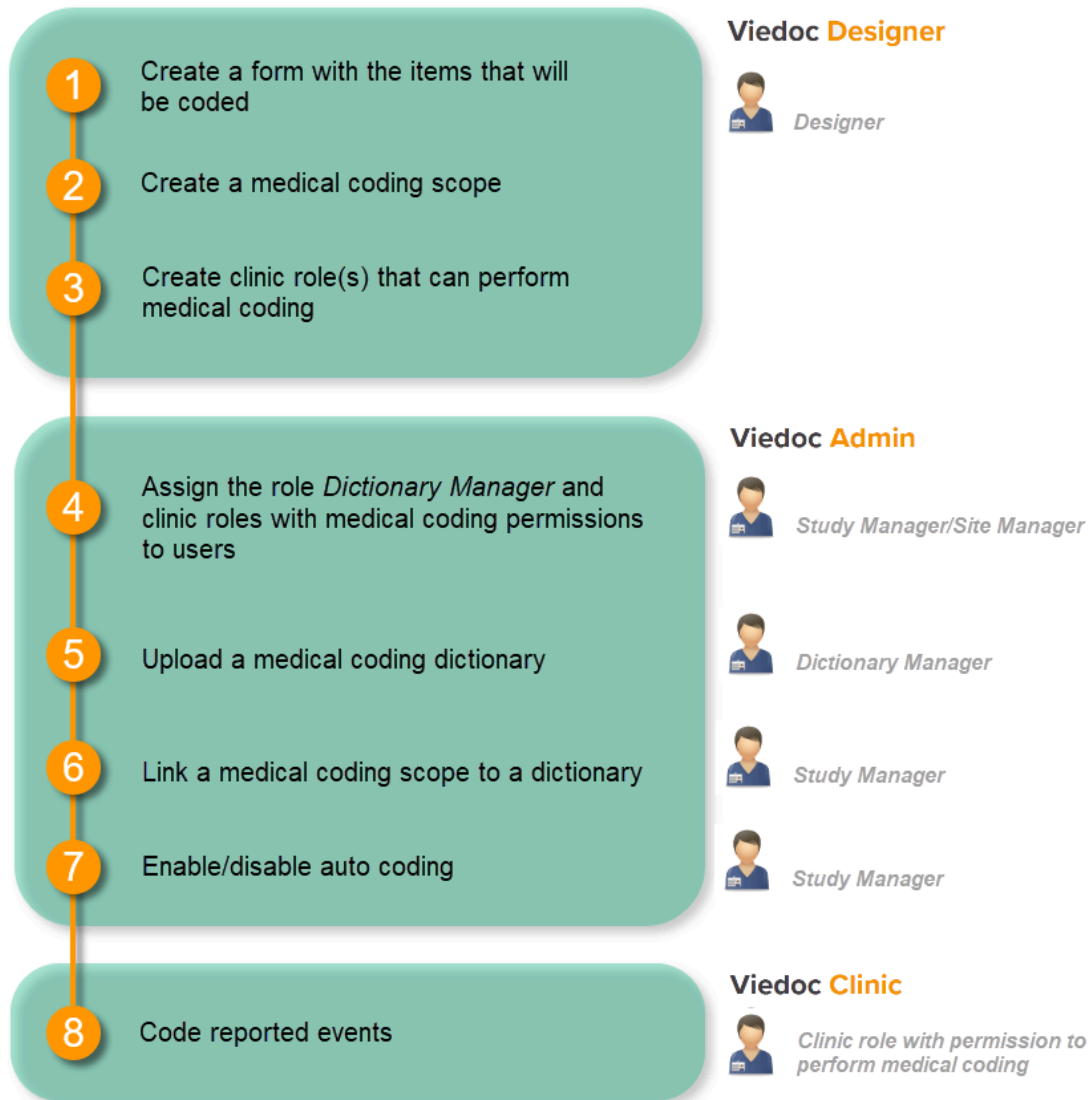 Viedoc Designer
1
Create a form with the items that will
be coded
Designer
2
Create a medical coding scope
3
Create clinic role(s) that can perform
medical coding
Viedoc Admin
4
Assign the role Dictionary Manager and
clinic roles with medical coding permissions
to users
Study Manager/Site Manager
5
Upload a medical coding dictionary
Dictionary Manager
6
Link a medical coding scope to a dictionary
Study Manager
7
Enable/disable auto coding
Study Manager
Viedoc Clinic
8
Code reported events
Clinic role with permission to
perform medical coding